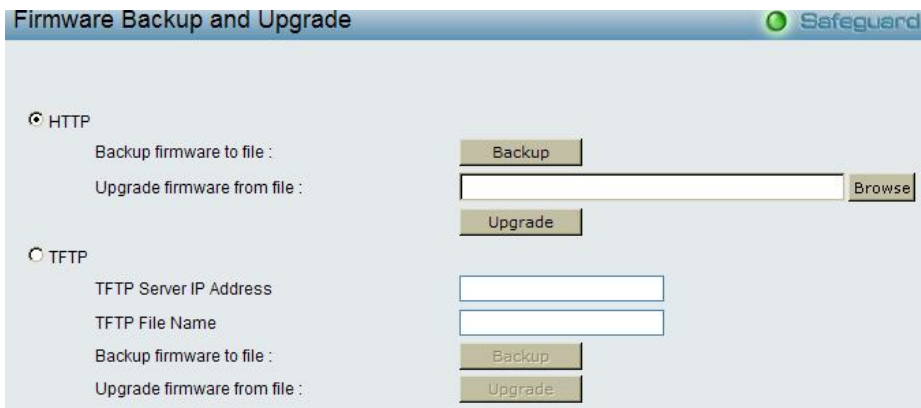 Firmware Backup and Upgrade Safeguard
HTTP
Backup firmware to file : Backup
Upgrade firmware from file : Browse
Upgrade
TFTP
TFTP Server IP Address
TFTP File Name
Backup firmware to file : Backup
Upgrade firmware from file : Upgrade